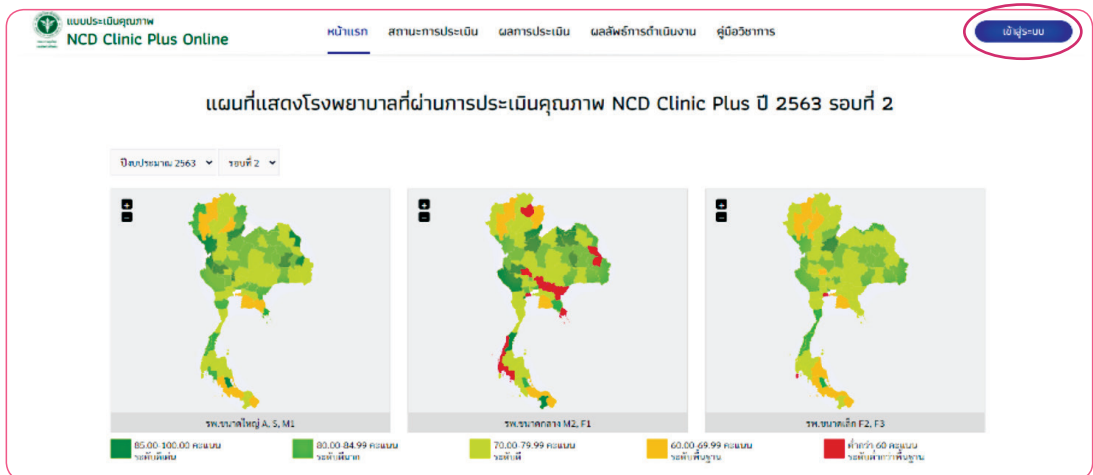 แบบประเมินคุณภาพ
NCD Clinic Plus Online
หน้าแรก สถานะการประเมิน ผลการประเมิน ผลลัพธ์การดำเนินงาน คู่มือวิชาการ
เข้าสู่ระบบ
แผนที่แสดงโรงพยาบาลที่ผ่านการประเมินคุณภาพ NCD Clinic Plus ปี 2563 รอบที่ 2
ปีงบประมาณ 2563 รอบที่ 2
+ + +
− − −
รพ.ขนาดใหญ่ A, S, M1 รพ.ขนาดกลาง M2, F1 รพ.ขนาดเล็ก F2, F3
85.00-100.00 คะแนน 80.00-84.99 คะแนน 70.00-79.99 คะแนน 60.00-69.99 คะแนน ต่ำกว่า 60 คะแนน
ระดับดีเด่น ระดับดีมาก ระดับดี ระดับพื้นฐาน ระดับต่ำกว่าพื้นฐาน